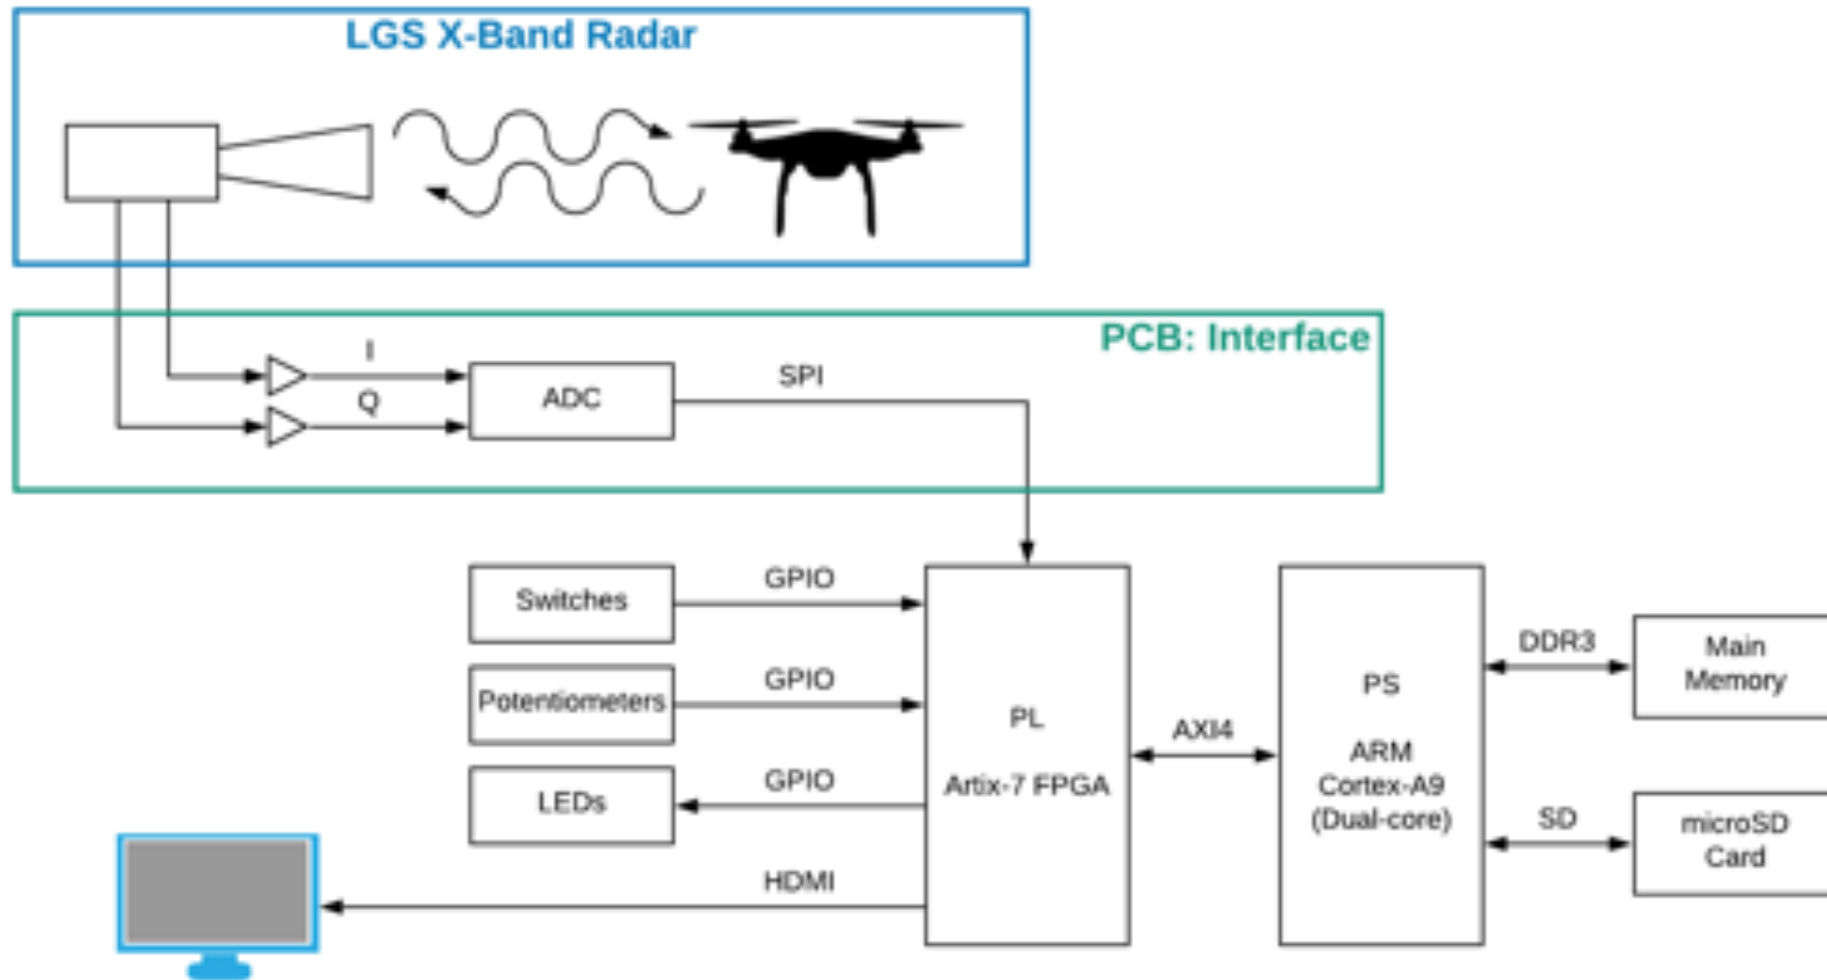 LGS X-Band Radar
PCB: Interface
I
Q
ADC
SPI
Switches
GPIO
Potentiometers
GPIO
LEDs
GPIO
HDMI
PL
Artix-7 FPGA
AXI4
PS
ARM
Cortex-A9
(Dual-core)
DDR3
Main
Memory
SD
microSD
Card